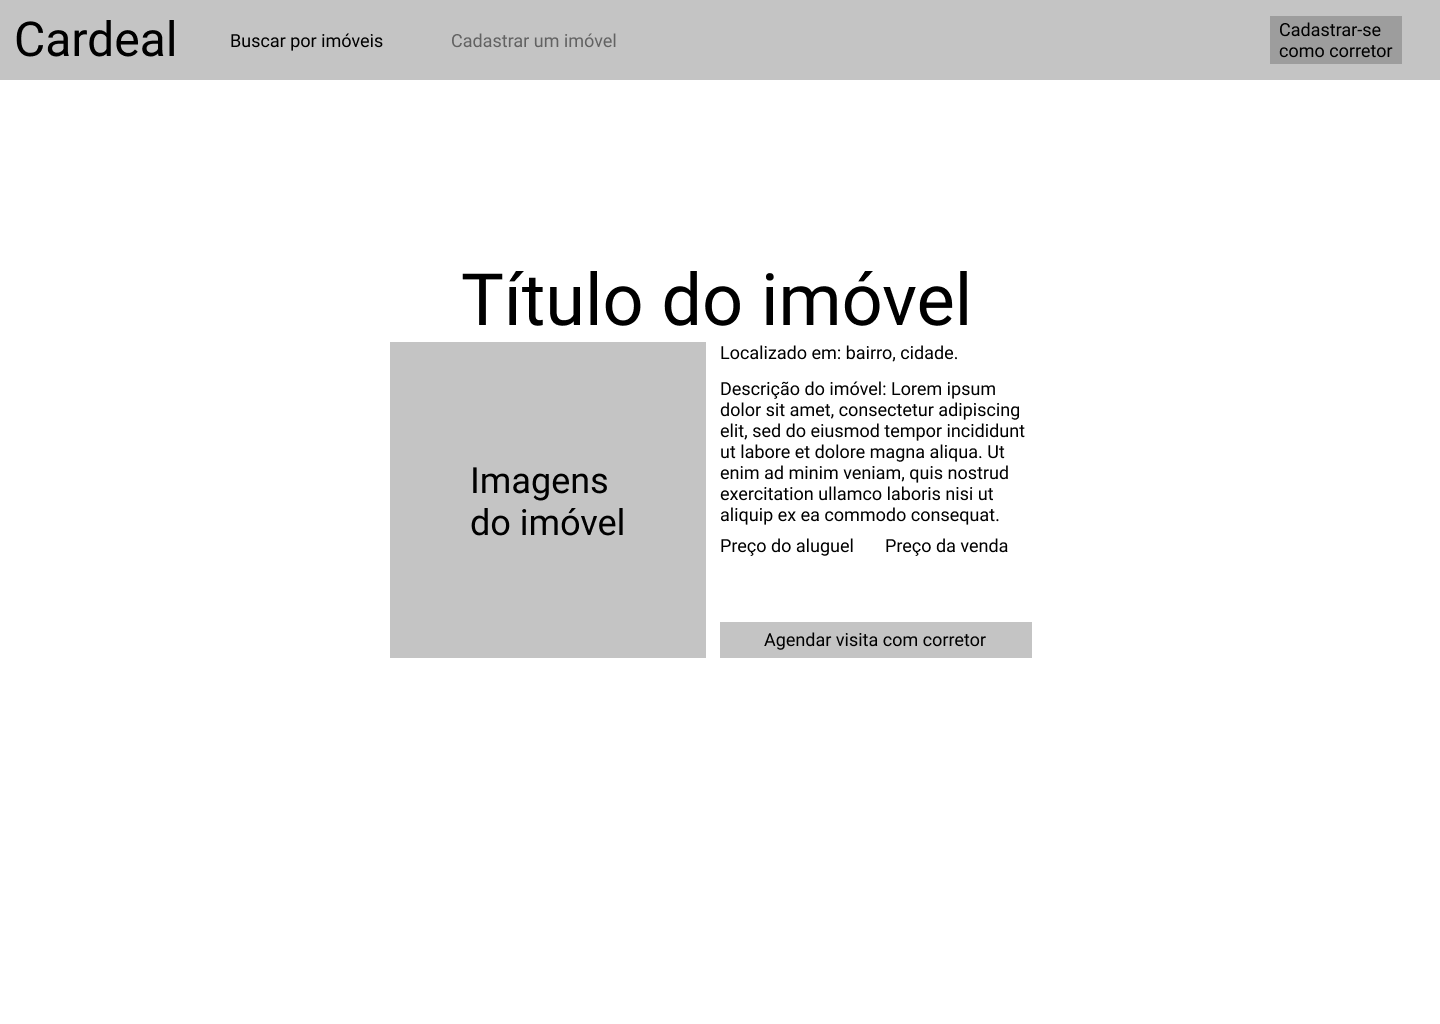 Cardeal
Buscar por imóveis
Cadastrar um imóvel
Cadastrar-se
como corretor
Título do imóvel
Imagens
do imóvel
Localizado em: bairro, cidade.
Descrição do imóvel: Lorem ipsum
dolor sit amet, consectetur adipiscing
elit, sed do eiusmod tempor incididunt
ut labore et dolore magna aliqua. Ut
enim ad minim veniam, quis nostrud
exercitation ullamco laboris nisi ut
aliquip ex ea commodo consequat.
Preço do aluguel
Preço da venda
Agendar visita com corretor